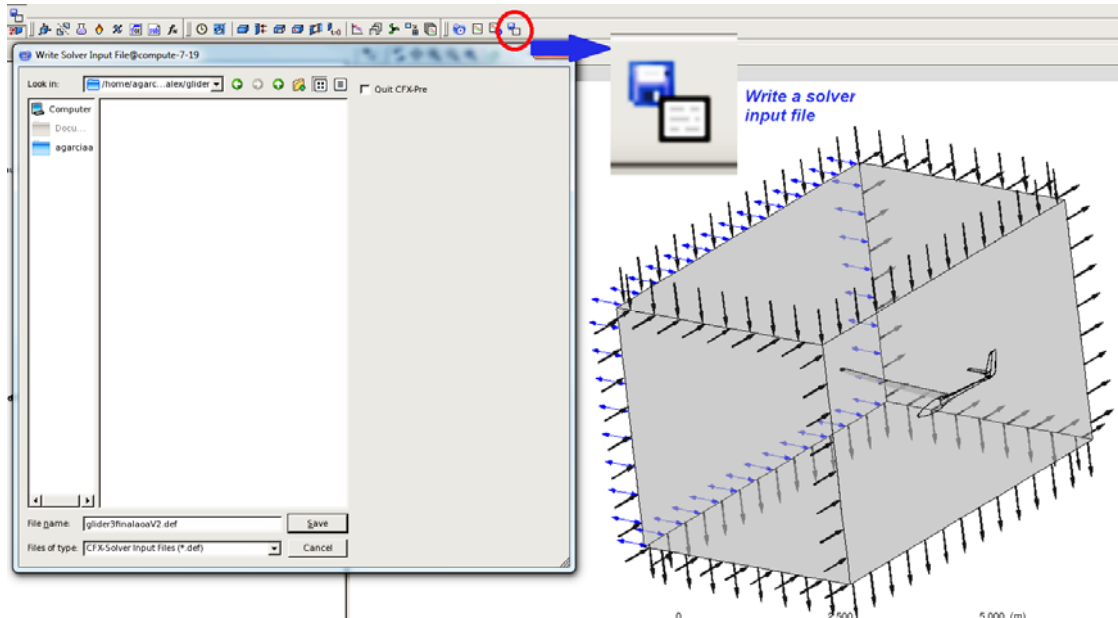 Write Solver Input File@compute-7-19
Look in:
/home/agarc...alex/glider
Quit CFX-Pre
Computer
Docu...
agarciaa
Write a solver
input file
File name:
glider3finalaoaV2.def
Save
Files of type:
CFX-Solver Input Files (*.def)
Cancel
0 2.500 5.000 (m)